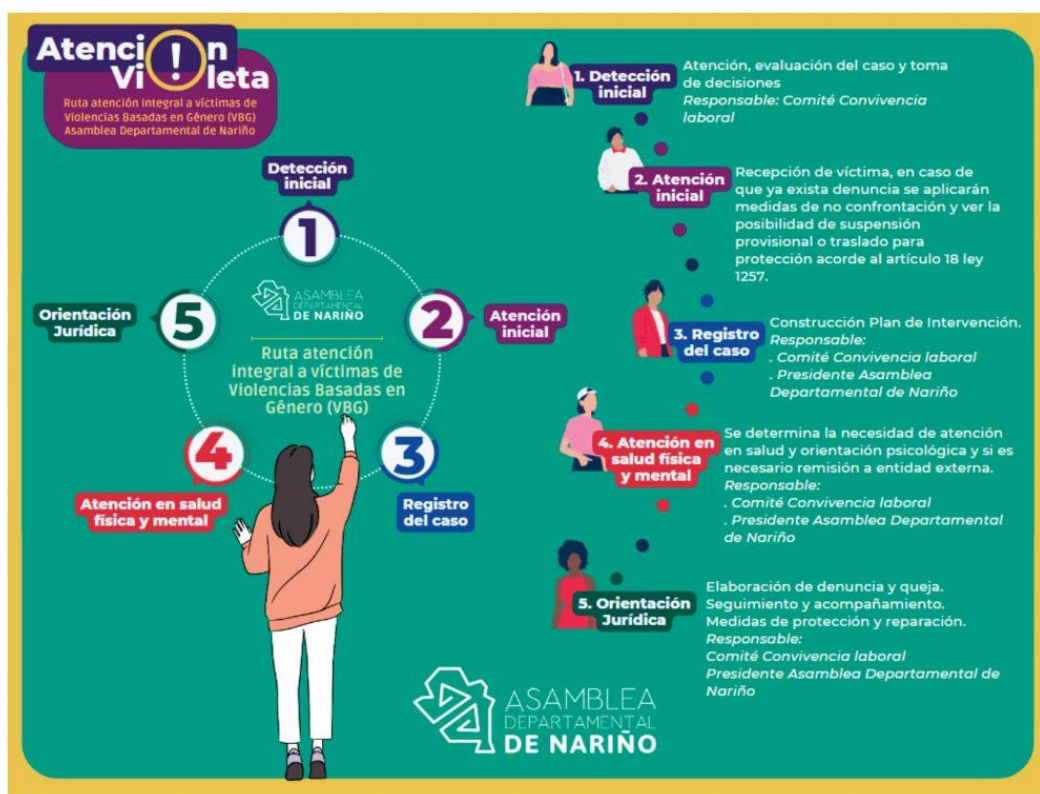 Atenci!n
Vi!leta
Ruta atención integral a víctimas de
Violencias Basadas en Género (VBG)
Asamblea Departamental de Nariño
Detección
inicial
1
2
Atención
inicial
3
Registro
del caso
4
Atención en salud
física y mental
5
Orientación
Jurídica
ASAMBLEA
DEPARTAMENTAL
DE NARIÑO
Ruta atención
integral a víctimas de
Violencias Basadas en
Género (VBG)
1. Detección
inicial
Atención, evaluación del caso y toma
de decisiones
Responsable: Comité Convivencia
laboral
2. Atención
inicial
Recepción de víctima, en caso de
que ya exista denuncia se aplicarán
medidas de no confrontación y ver la
posibilidad de suspensión
provisional o traslado para
protección acorde al artículo 18 ley
1257.
3. Registro
del caso
Construcción Plan de Intervención.
Responsable:
. Comité Convivencia laboral
. Presidente Asamblea
Departamental de Nariño
4. Atención en
salud física
y mental
Se determina la necesidad de atención
en salud y orientación psicológica y si es
necesario remisión a entidad externa.
Responsable:
. Comité Convivencia laboral
. Presidente Asamblea Departamental
de Nariño
5. Orientación
Jurídica
Elaboración de denuncia y queja.
Seguimiento y acompañamiento.
Medidas de protección y reparación.
Responsable:
Comité Convivencia laboral
Presidente Asamblea Departamental de
Nariño
ASAMBLEA
DEPARTAMENTAL
DE NARIÑO